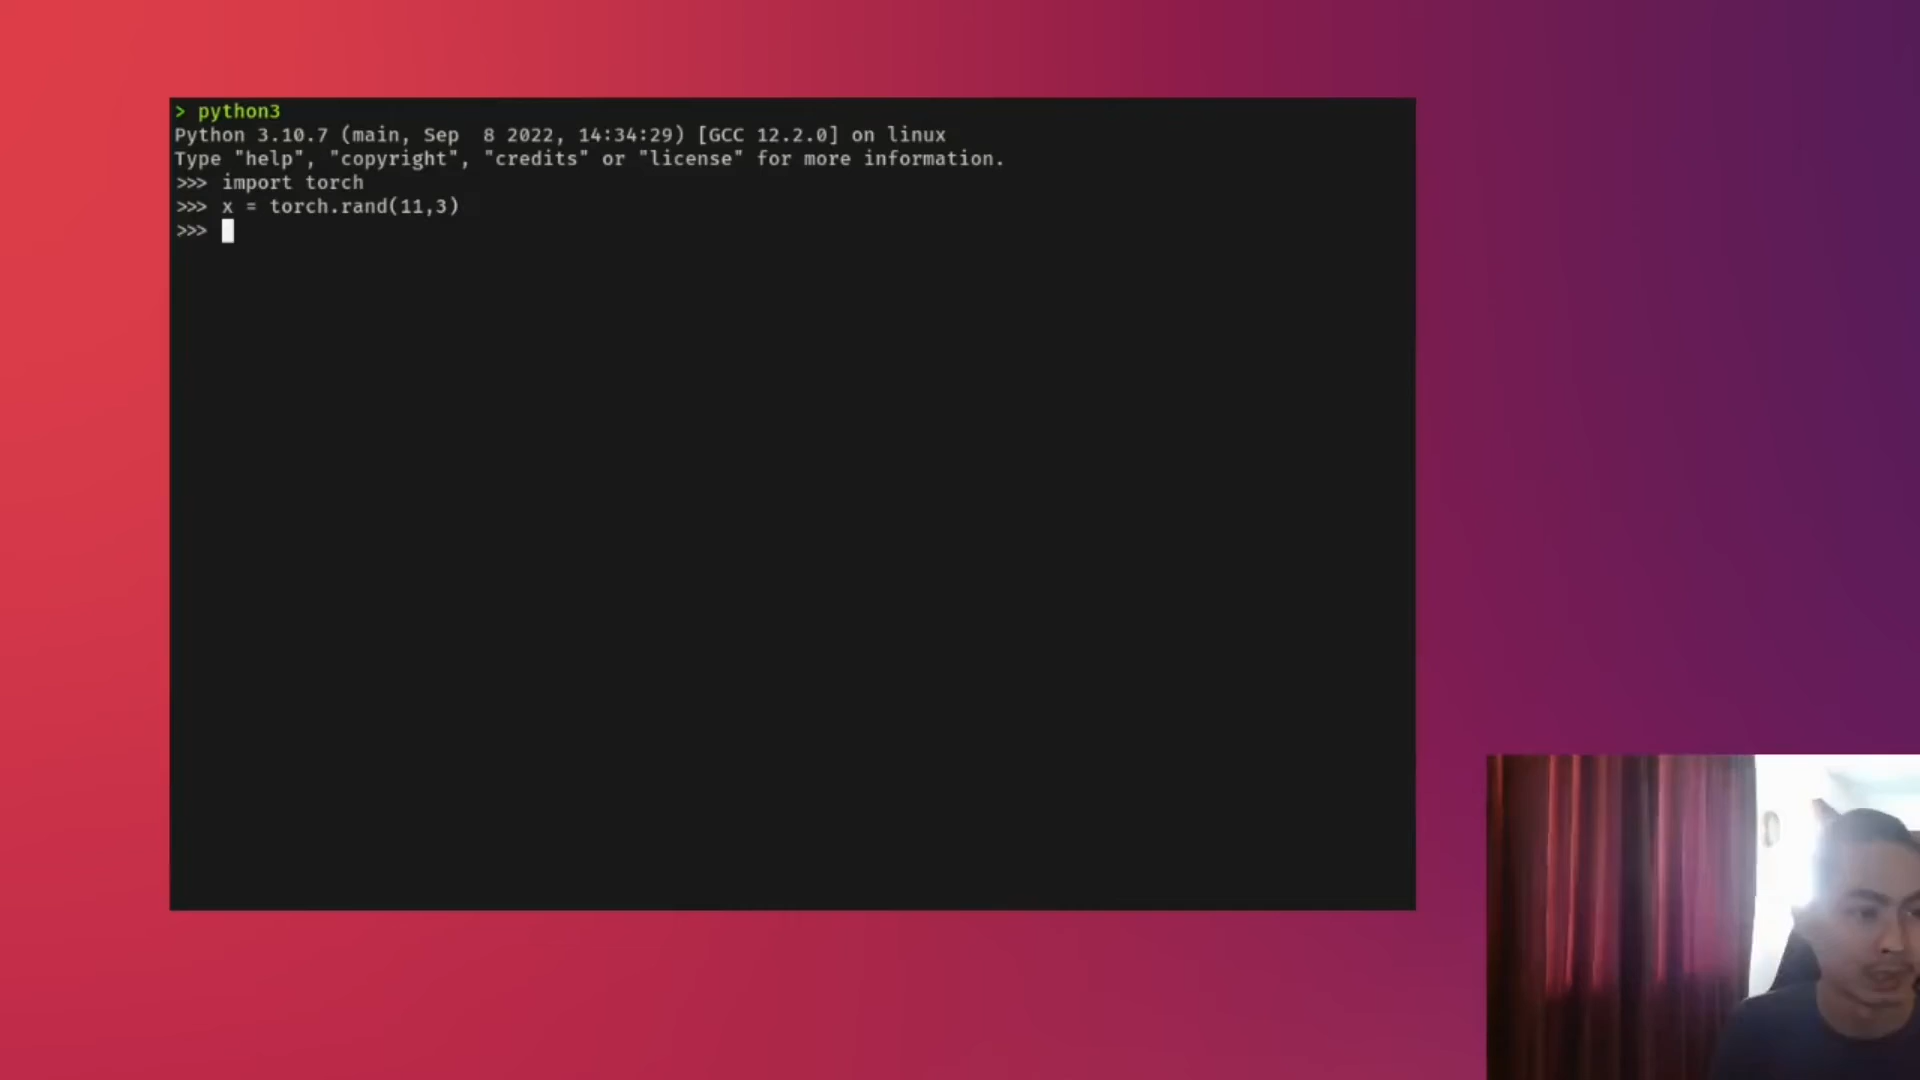 > python3
Python 3.10.7 (main, Sep  8 2022, 14:34:29) [GCC 12.2.0] on linux
Type "help", "copyright", "credits" or "license" for more information.
>>> import torch
>>> x = torch.rand(11,3)
>>>